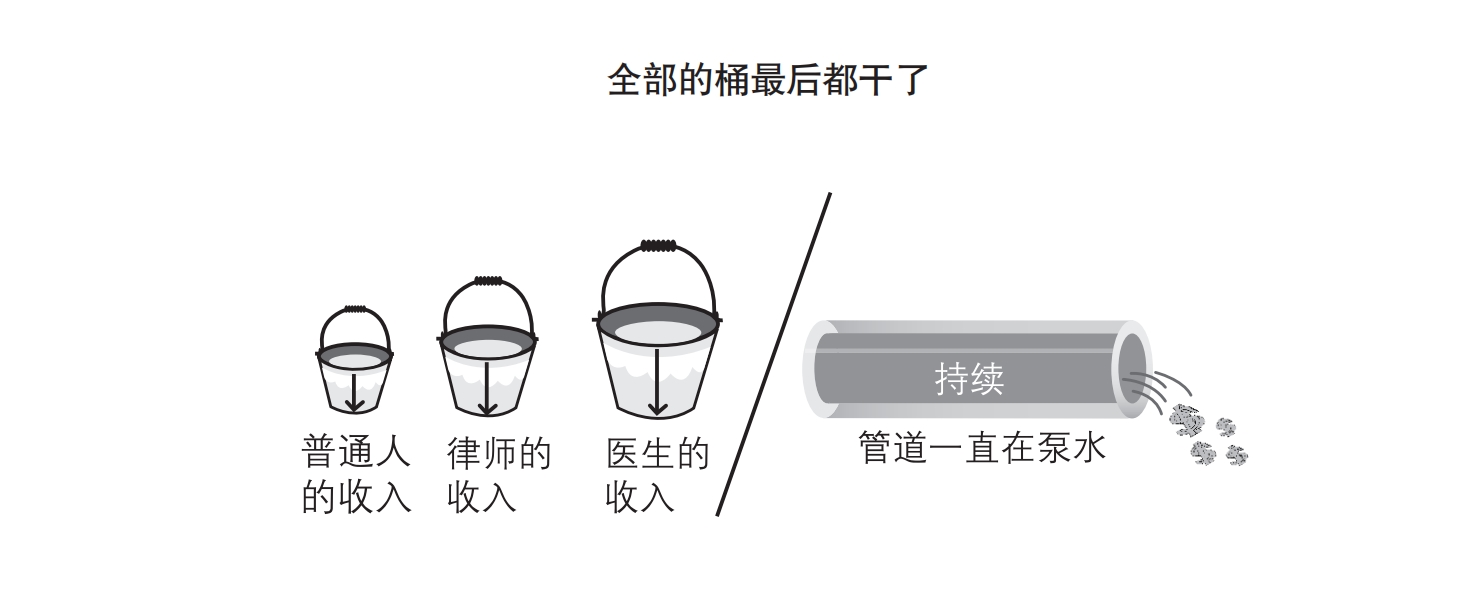 全部的桶最后都干了
普通人
的收入
律师的
收入
医生的
收入
持续
管道一直在泵水